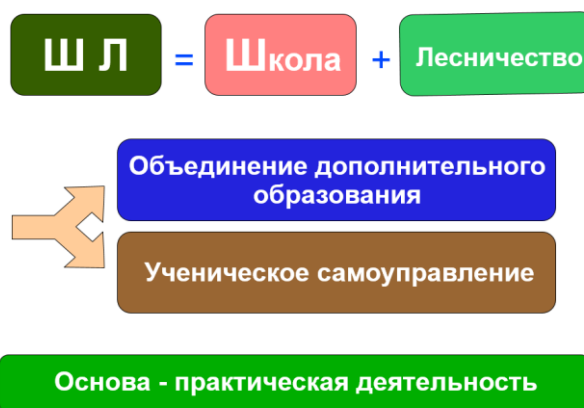 Ш Л = Школа + Лесничество
Объединение дополнительного
образования
Ученическое самоуправление
Основа - практическая деятельность